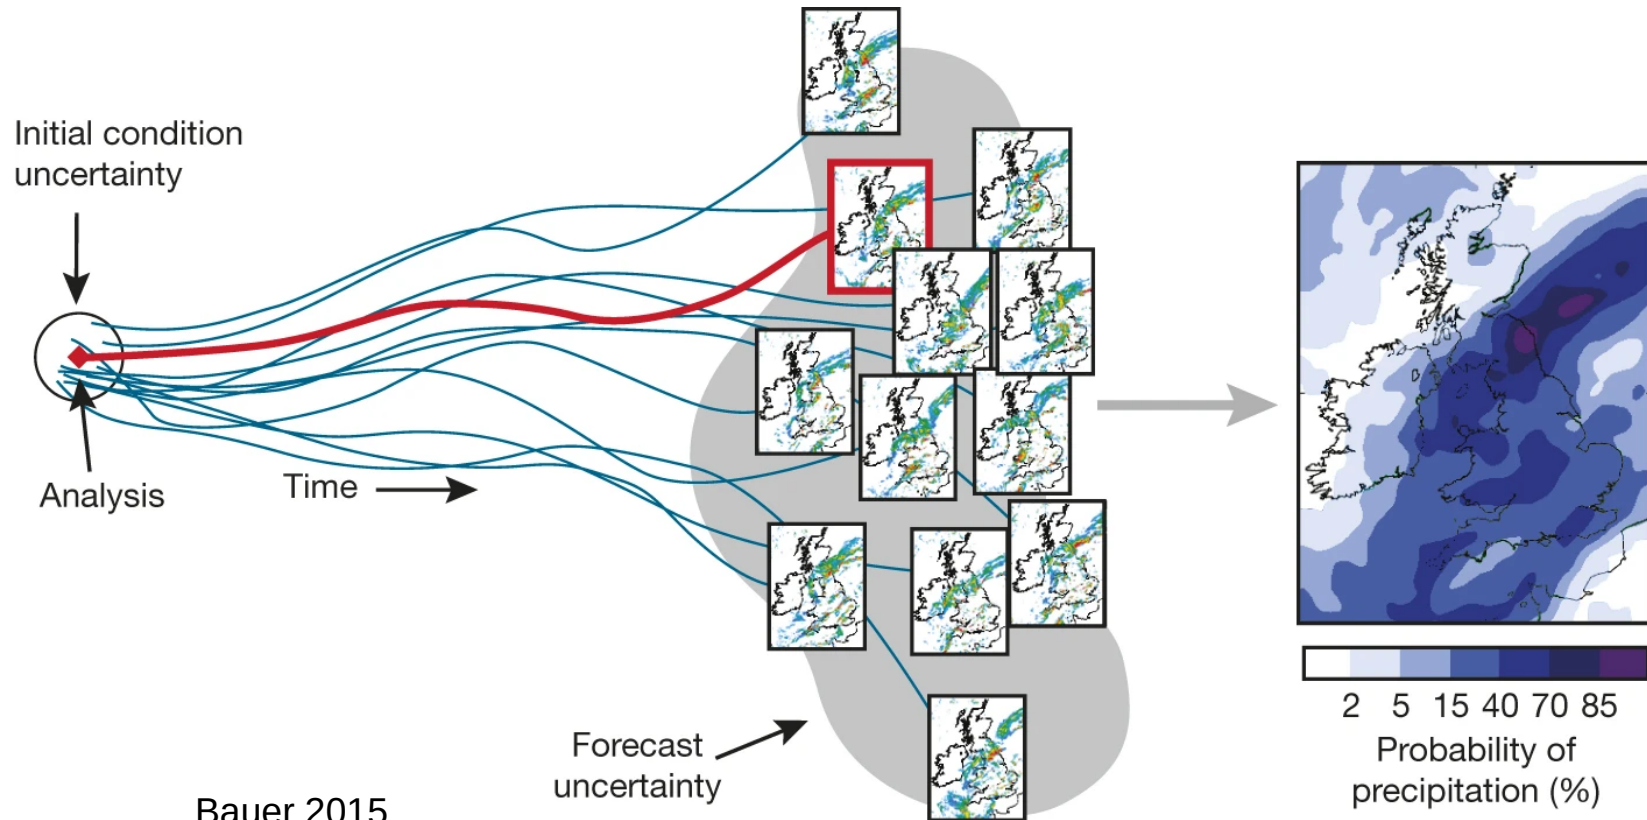 Initial condition
uncertainty
Analysis
Time
Forecast
uncertainty
Bauer 2015
2 5 15 40 70 85
Probability of
precipitation (%)